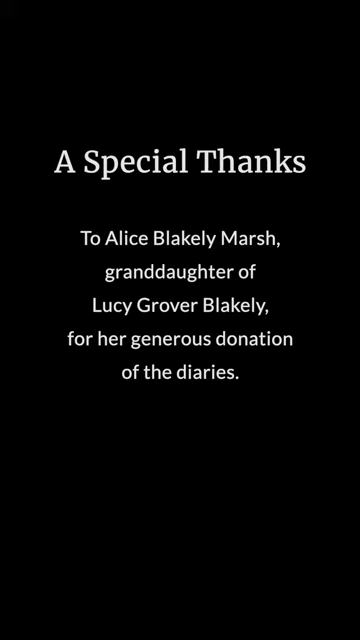 A Special Thanks
To Alice Blakely Marsh,
granddaughter of
Lucy Grover Blakely,
for her generous donation
of the diaries.